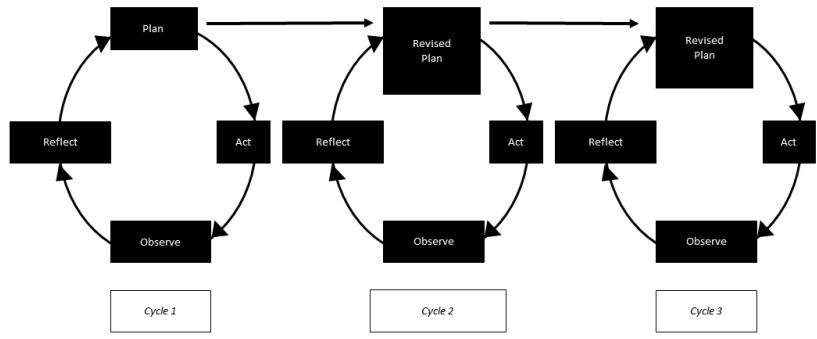 Plan
Revised
Plan
Revised
Plan
Reflect
Act
Reflect
Act
Reflect
Act
Observe
Observe
Observe
Cycle 1
Cycle 2
Cycle 3